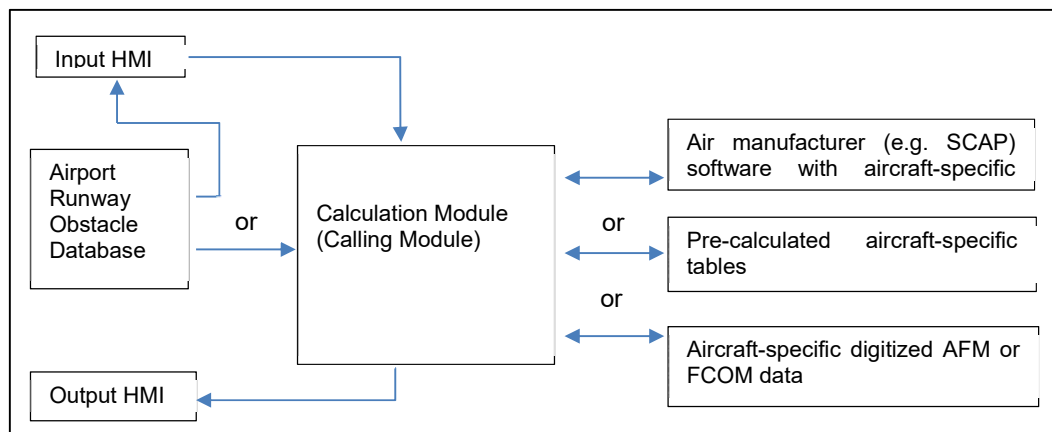 Input HMI
Airport
Runway
Obstacle
Database
or
Calculation Module
(Calling Module)
Output HMI
Air manufacturer (e.g. SCAP)
software with aircraft-specific
or
Pre-calculated aircraft-specific
tables
or
Aircraft-specific digitized AFM or
FCOM data